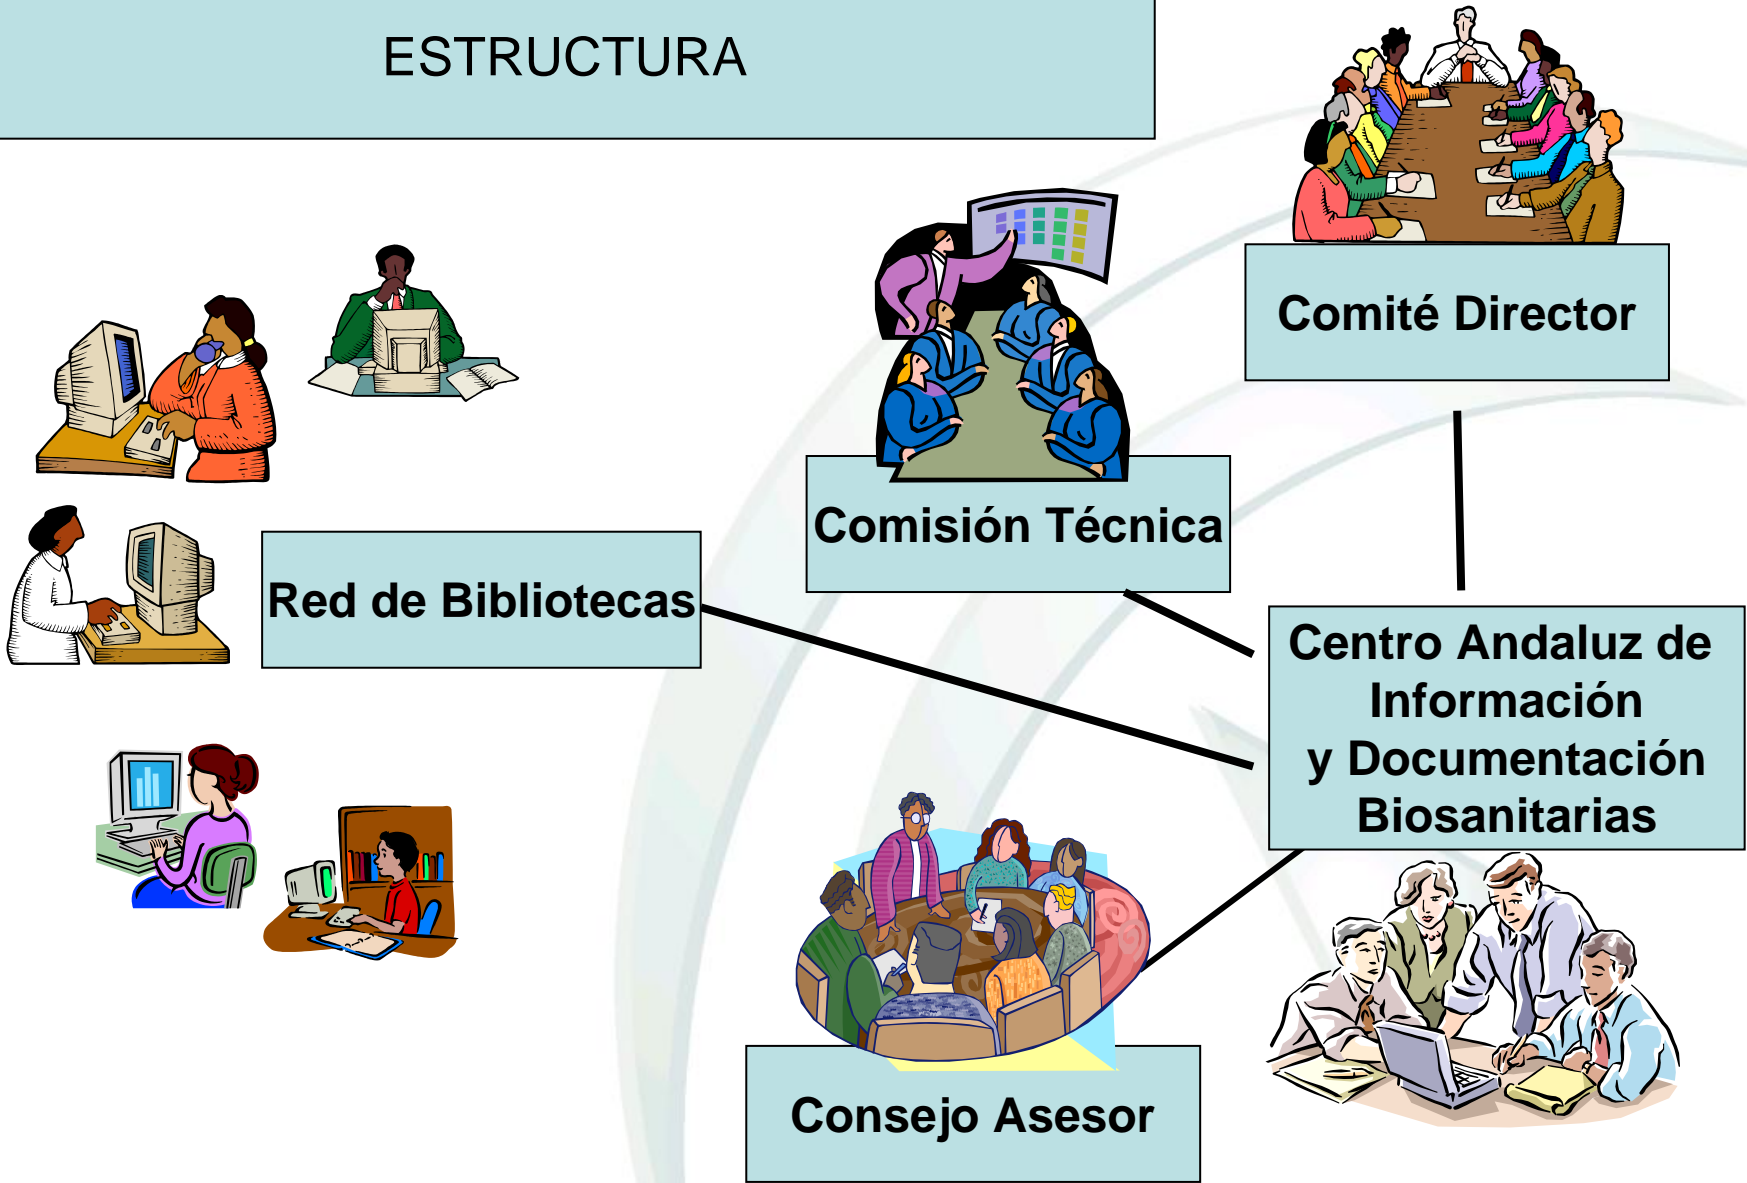 ESTRUCTURA
Comité Director
Comisión Técnica
Red de Bibliotecas
Centro Andaluz de
Información
y Documentación
Biosanitarias
Consejo Asesor